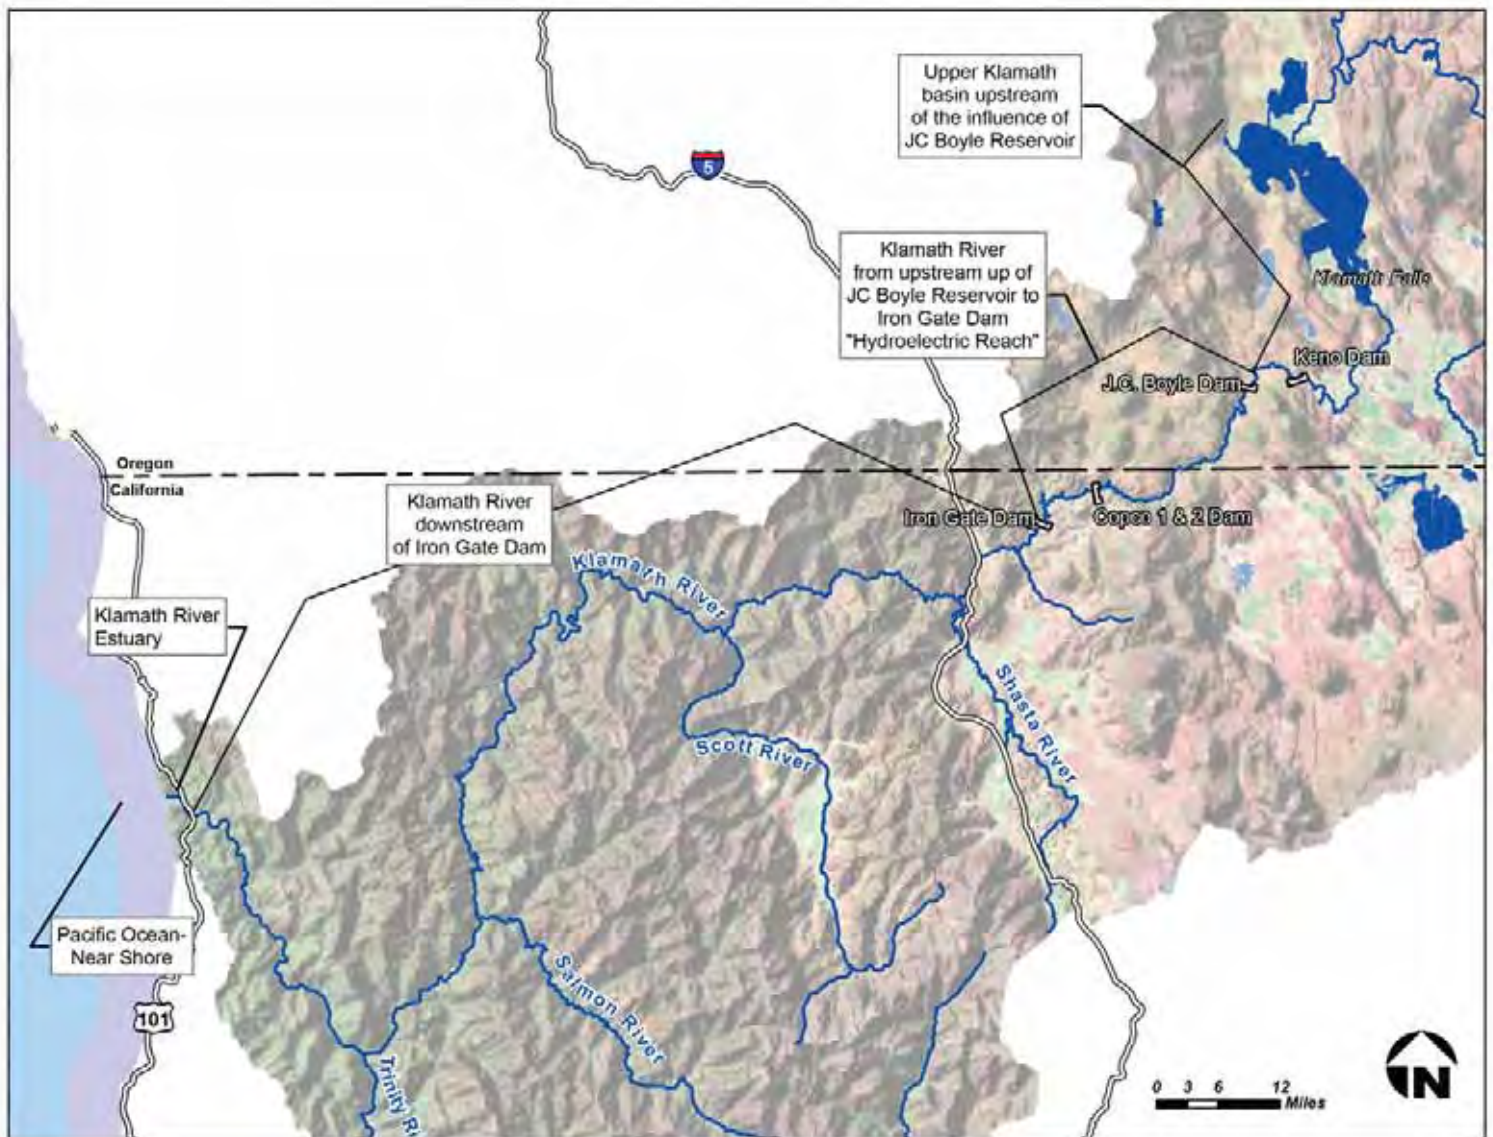 Upper Klamath
basin upstream
of the influence of
JC Boyle Reservoir
5
Klamath River
from upstream up of
JC Boyle Reservoir to
Iron Gate Dam
"Hydroelectric Reach"
Klamath Falls
Keno Dam
J.C. Boyle Dam
Oregon
California
Klamath River
downstream
of Iron Gate Dam
Iron Gate Dam
Copco 1 & 2 Dam
Klamath River
Klamath River
Estuary
Shasta River
Scott River
Pacific Ocean-
Near Shore
Salmon River
101
Trinity Ri
0 3 6 12
Miles
N